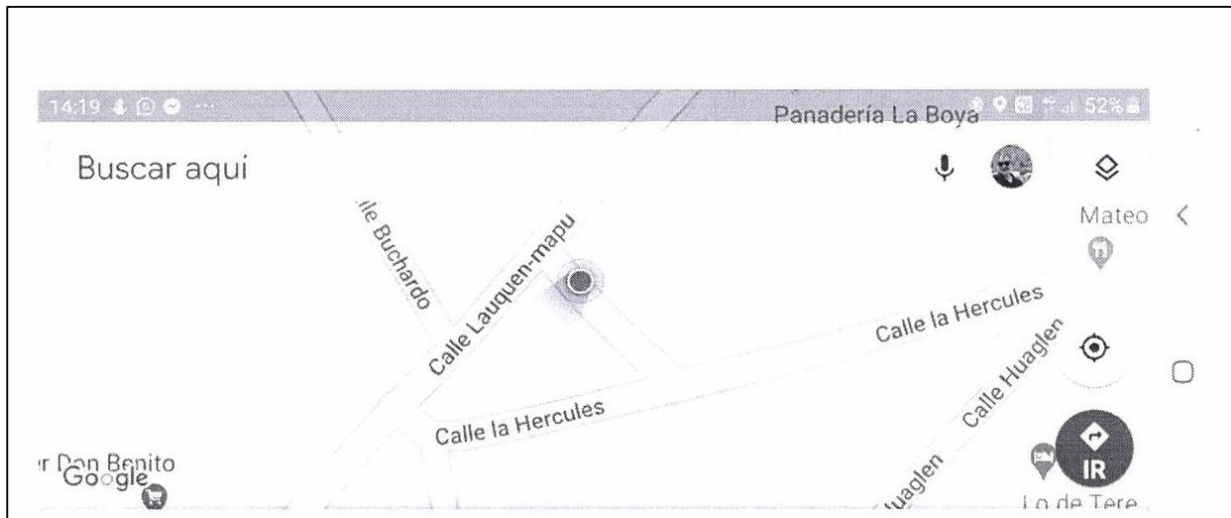 14:19
52%
Panadería La Boya
Buscar aquí
Mateo
lle Buchardo
Calle Lauquen-mapu
Calle la Hercules
Calle Huaglen
Calle la Hercules
r Don Benito
Google
uaglen
IR
Lo de Tere